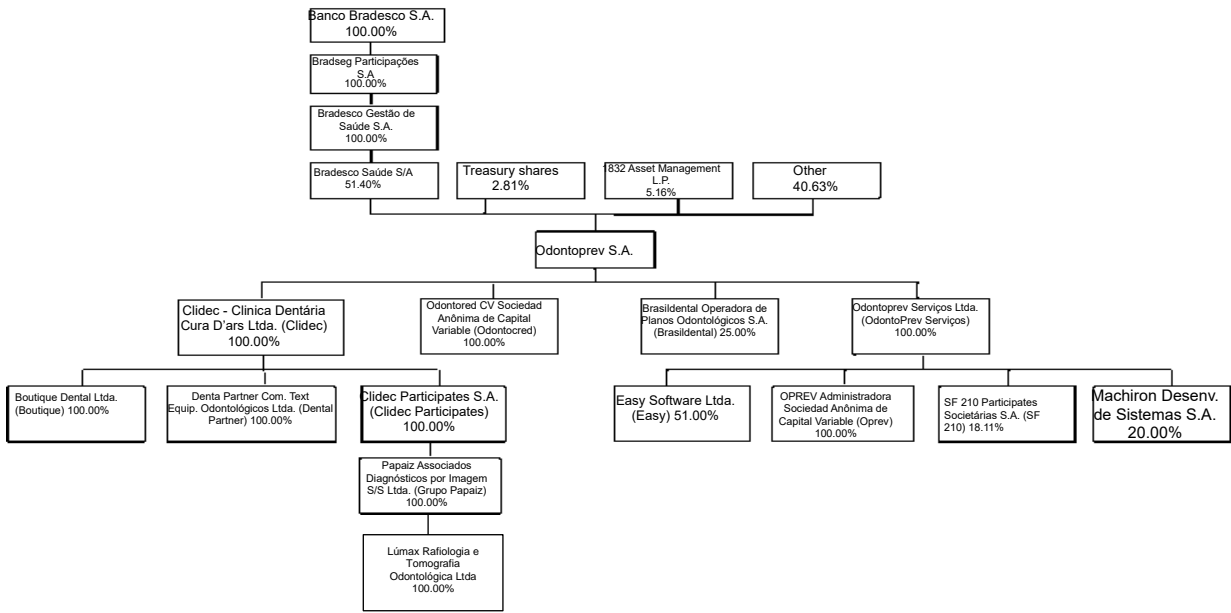 Banco Bradesco S.A.
100.00%
Bradseg Participações
S.A
100.00%
Bradesco Gestão de
Saúde S.A.
100.00%
Bradesco Saúde S/A
51.40%
Treasury shares
2.81%
1832 Asset Management
L.P.
5.16%
Other
40.63%
Odontoprev S.A.
Clidec - Clinica Dentária
Cura D’ars Ltda. (Clidec)
100.00%
Odontored CV Sociedad
Anônima de Capital
Variable (Odontocred)
100.00%
Brasildental Operadora de
Planos Odontológicos S.A.
(Brasildental) 25.00%
Odontoprev Serviços Ltda.
(OdontoPrev Serviços)
100.00%
Boutique Dental Ltda.
(Boutique) 100.00%
Denta Partner Com. Text
Equip. Odontológicos Ltda. (Dental
Partner) 100.00%
Clidec Participates S.A.
(Clidec Participates)
100.00%
Easy Software Ltda.
(Easy) 51.00%
OPREV Administradora
Sociedad Anônima de
Capital Variable (Oprev)
100.00%
SF 210 Participates
Societárias S.A. (SF
210) 18.11%
Machiron Desenv.
de Sistemas S.A.
20.00%
Papaiz Associados
Diagnósticos por Imagem
S/S Ltda. (Grupo Papaiz)
100.00%
Lúmax Rafiologia e
Tomografia
Odontológica Ltda
100.00%